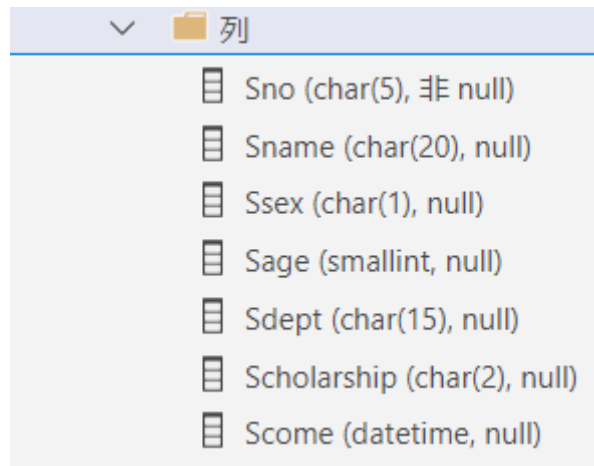 列
Sno (char(5), 非 null)
Sname (char(20), null)
Ssex (char(1), null)
Sage (smallint, null)
Sdept (char(15), null)
Scholarship (char(2), null)
Scome (datetime, null)